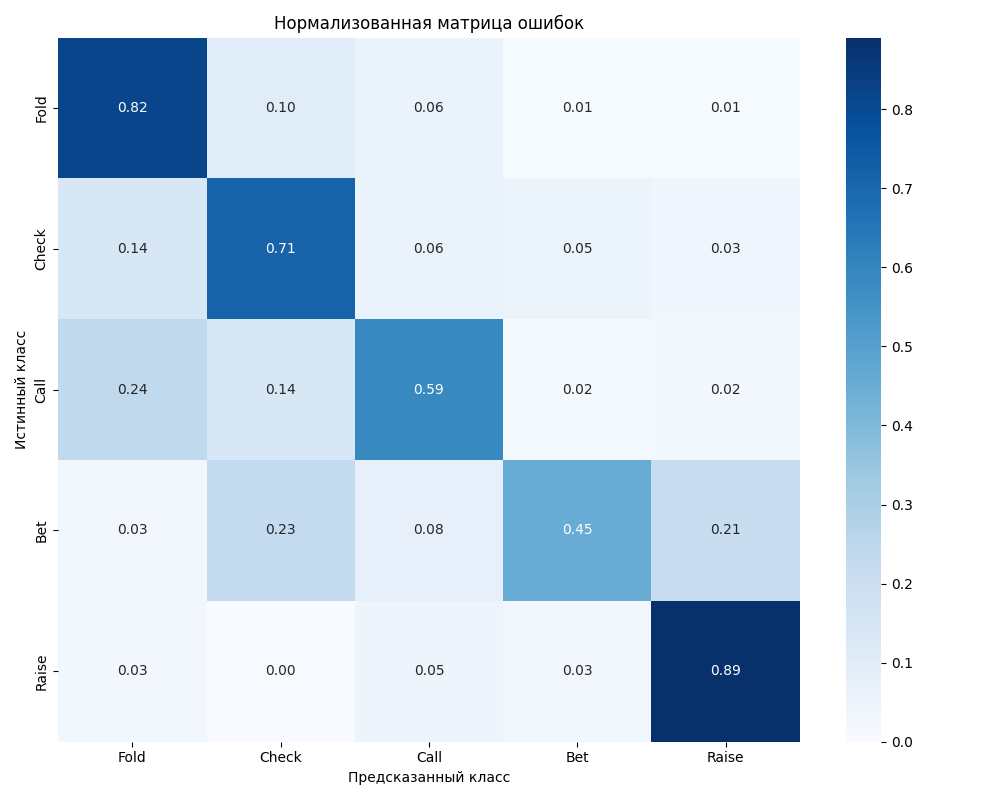 Нормализованная матрица ошибок
Истинный класс
Fold
0.82 0.10 0.06 0.01 0.01
Check
0.14 0.71 0.06 0.05 0.03
Call
0.24 0.14 0.59 0.02 0.02
Bet
0.03 0.23 0.08 0.45 0.21
Raise
0.03 0.00 0.05 0.03 0.89
Fold Check Call Bet Raise
Предсказанный класс
0.8
0.7
0.6
0.5
0.4
0.3
0.2
0.1
0.0